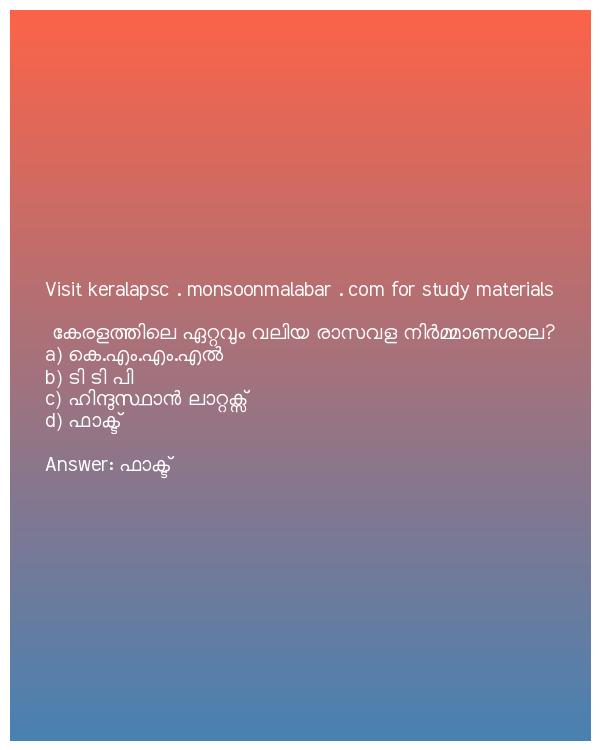 Visit keralapsc . monsoonmalabar . com for study materials
കേരളത്തിലെ ഏറ്റവും വലിയ രാസവള നിർമ്മാണശാല?
a) കെ.എം.എം.എൽ
b) ടി ടി പി
c) ഹിന്ദുസ്ഥാൻ ലാറ്റക്സ്
d) ഫാക്ട്
Answer: ഫാക്ട്